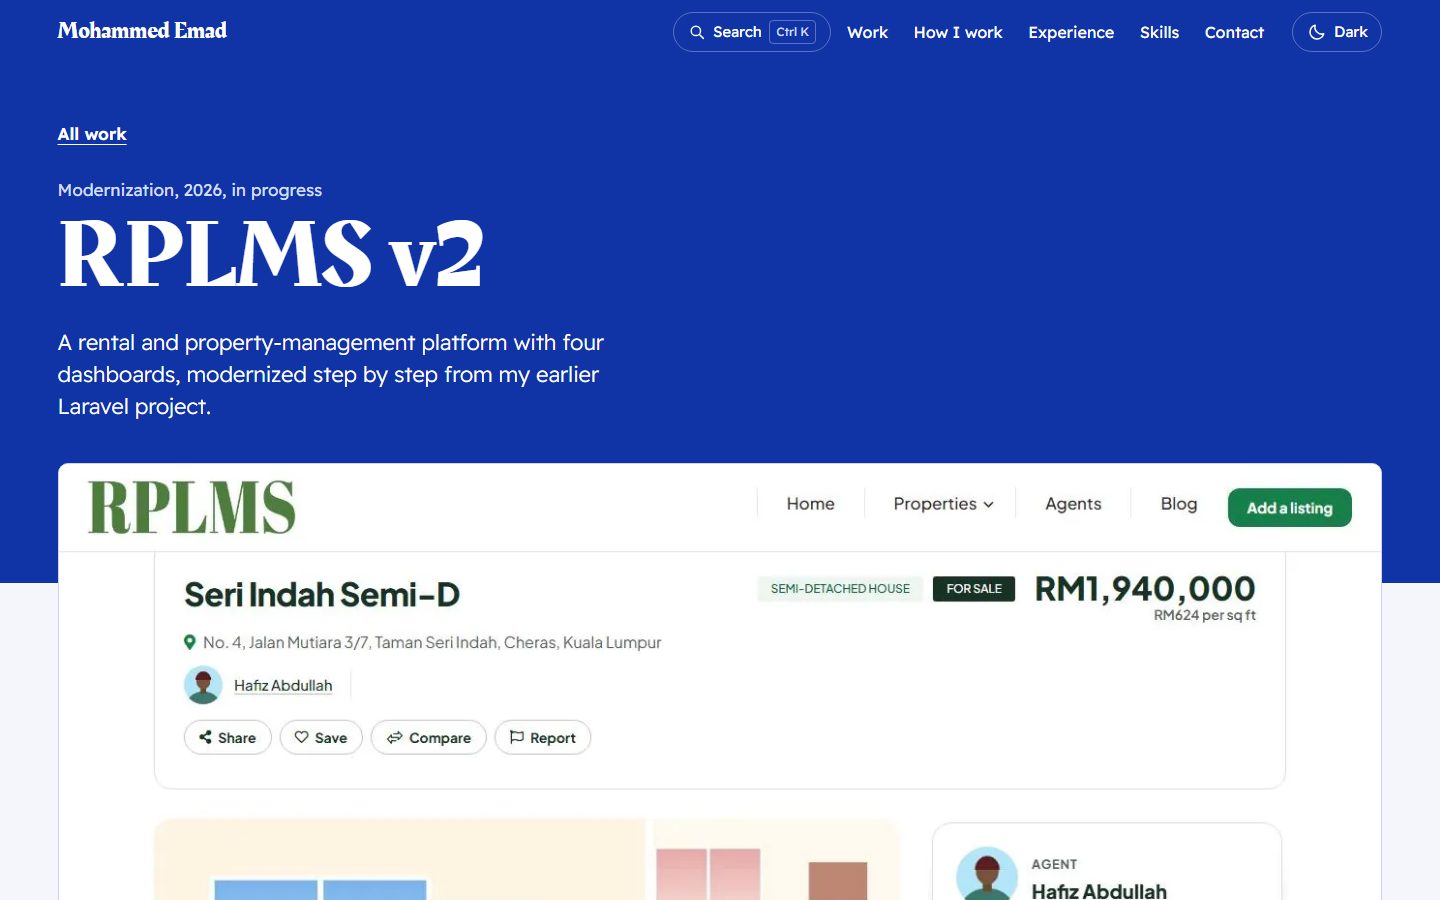 Mohammed Emad
Search Ctrl K Work How I work Experience Skills Contact Dark
All work
Modernization, 2026, in progress
RPLMS v2
A rental and property-management platform with four
dashboards, modernized step by step from my earlier
Laravel project.
RPLMS
Home Properties Agents Blog Add a listing
Seri Indah Semi-D
SEMI-DETACHED HOUSE FOR SALE RM1,940,000
RM624 per sq ft
No. 4, Jalan Mutiara 3/7, Taman Seri Indah, Cheras, Kuala Lumpur
Hafiz Abdullah
Share Save Compare Report
AGENT
Hafiz Abdullah